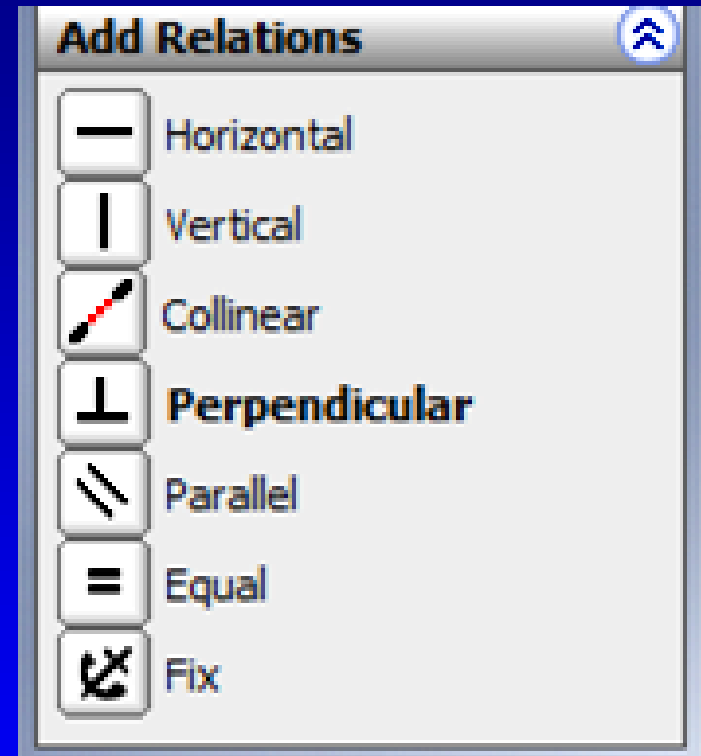 Add Relations
Horizontal
Vertical
Collinear
Perpendicular
Parallel
Equal
Fix